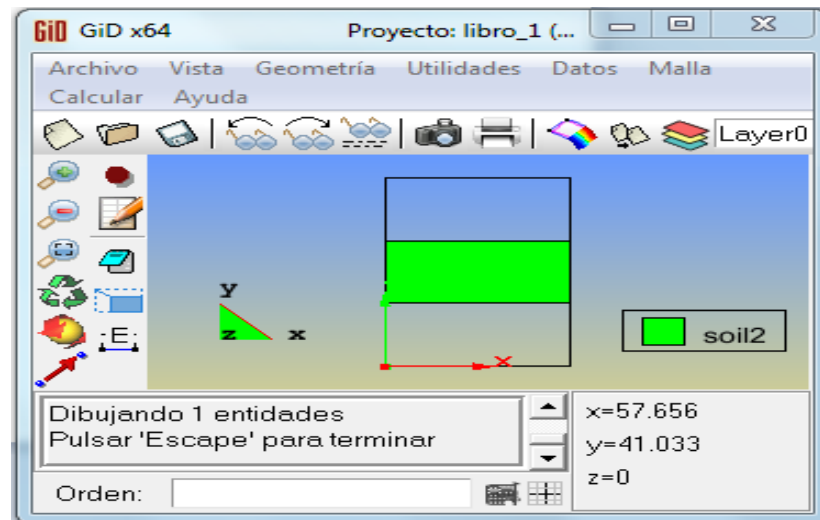 GiD GiD x64 Proyecto: libro_1 (...
Archivo Vista Geometría Utilidades Datos Malla
Calcular Ayuda
Layer0
y
z x
x
E
soil2
Dibujando 1 entidades
Pulsar 'Escape' para terminar
x=57.656
y=41.033
z=0
Orden: